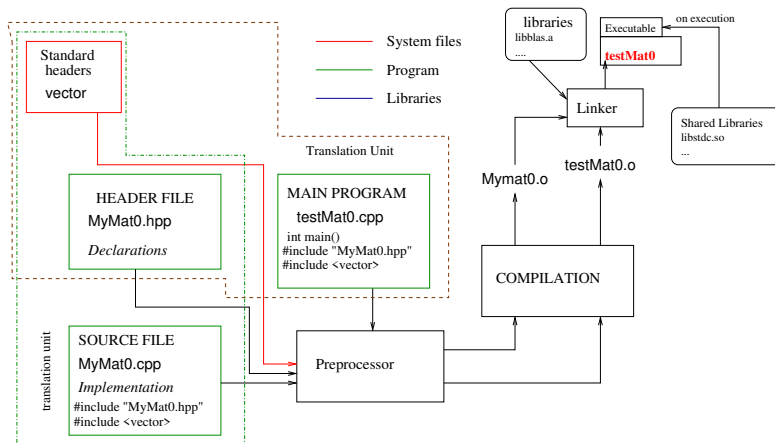 Standard
headers
vector
System files
Program
Libraries
libraries
libblas.a
....
Executable
testMat0
on execution
Linker
Shared Libraries
libstdc.so
...
Translation Unit
HEADER FILE
MyMat0.hpp
Declarations
MAIN PROGRAM
testMat0.cpp
int main()
#include "MyMat0.hpp"
#include <vector>
Mymat0.o
testMat0.o
COMPILATION
translation unit
SOURCE FILE
MyMat0.cpp
Implementation
#include "MyMat0.hpp"
#include <vector>
Preprocessor